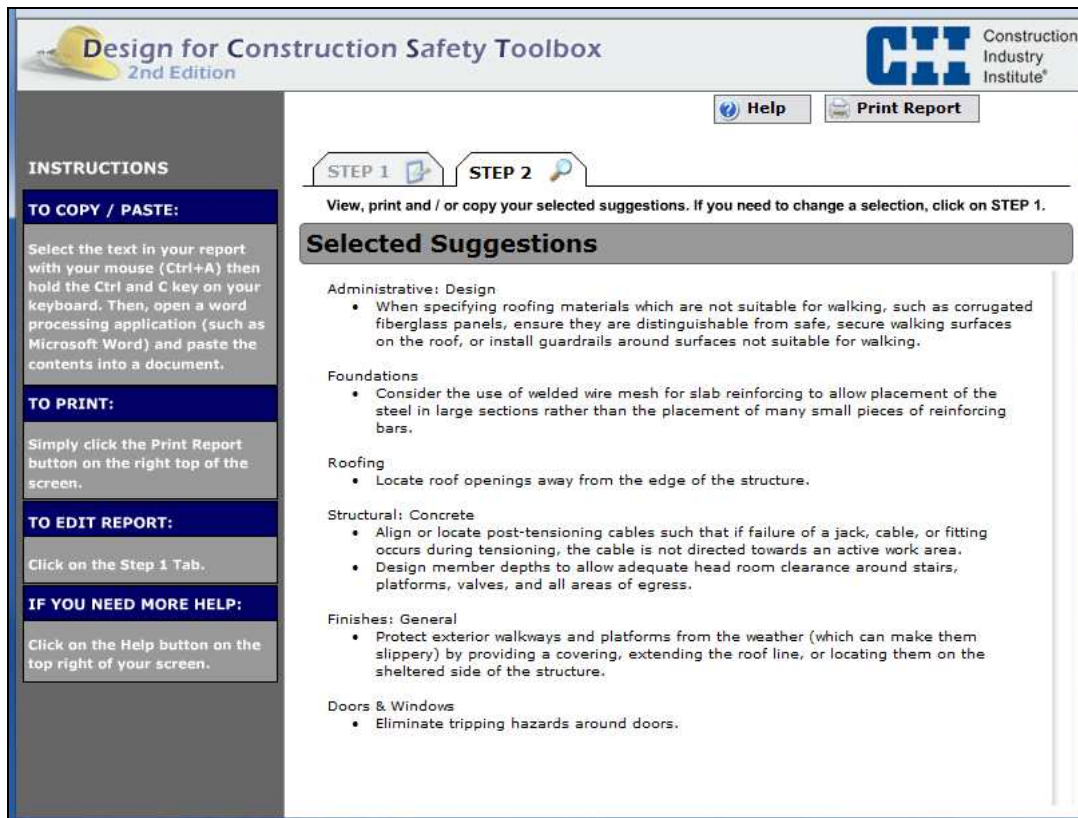 Design for Construction Safety Toolbox
2nd Edition
CII
Construction
Industry
Institute®
Help
Print Report
INSTRUCTIONS
TO COPY / PASTE:
Select the text in your report
with your mouse (Ctrl+A) then
hold the Ctrl and C key on your
keyboard. Then, open a word
processing application (such as
Microsoft Word) and paste the
contents into a document.
TO PRINT:
Simply click the Print Report
button on the right top of the
screen.
TO EDIT REPORT:
Click on the Step 1 Tab.
IF YOU NEED MORE HELP:
Click on the Help button on the
top right of your screen.
STEP 1
STEP 2
View, print and / or copy your selected suggestions. If you need to change a selection, click on STEP 1.
Selected Suggestions
Administrative: Design
• When specifying roofing materials which are not suitable for walking, such as corrugated
fiberglass panels, ensure they are distinguishable from safe, secure walking surfaces
on the roof, or install guardrails around surfaces not suitable for walking.
Foundations
• Consider the use of welded wire mesh for slab reinforcing to allow placement of the
steel in large sections rather than the placement of many small pieces of reinforcing
bars.
Roofing
• Locate roof openings away from the edge of the structure.
Structural: Concrete
• Align or locate post-tensioning cables such that if failure of a jack, cable, or fitting
occurs during tensioning, the cable is not directed towards an active work area.
• Design member depths to allow adequate head room clearance around stairs,
platforms, valves, and all areas of egress.
Finishes: General
• Protect exterior walkways and platforms from the weather (which can make them
slippery) by providing a covering, extending the roof line, or locating them on the
sheltered side of the structure.
Doors & Windows
• Eliminate tripping hazards around doors.